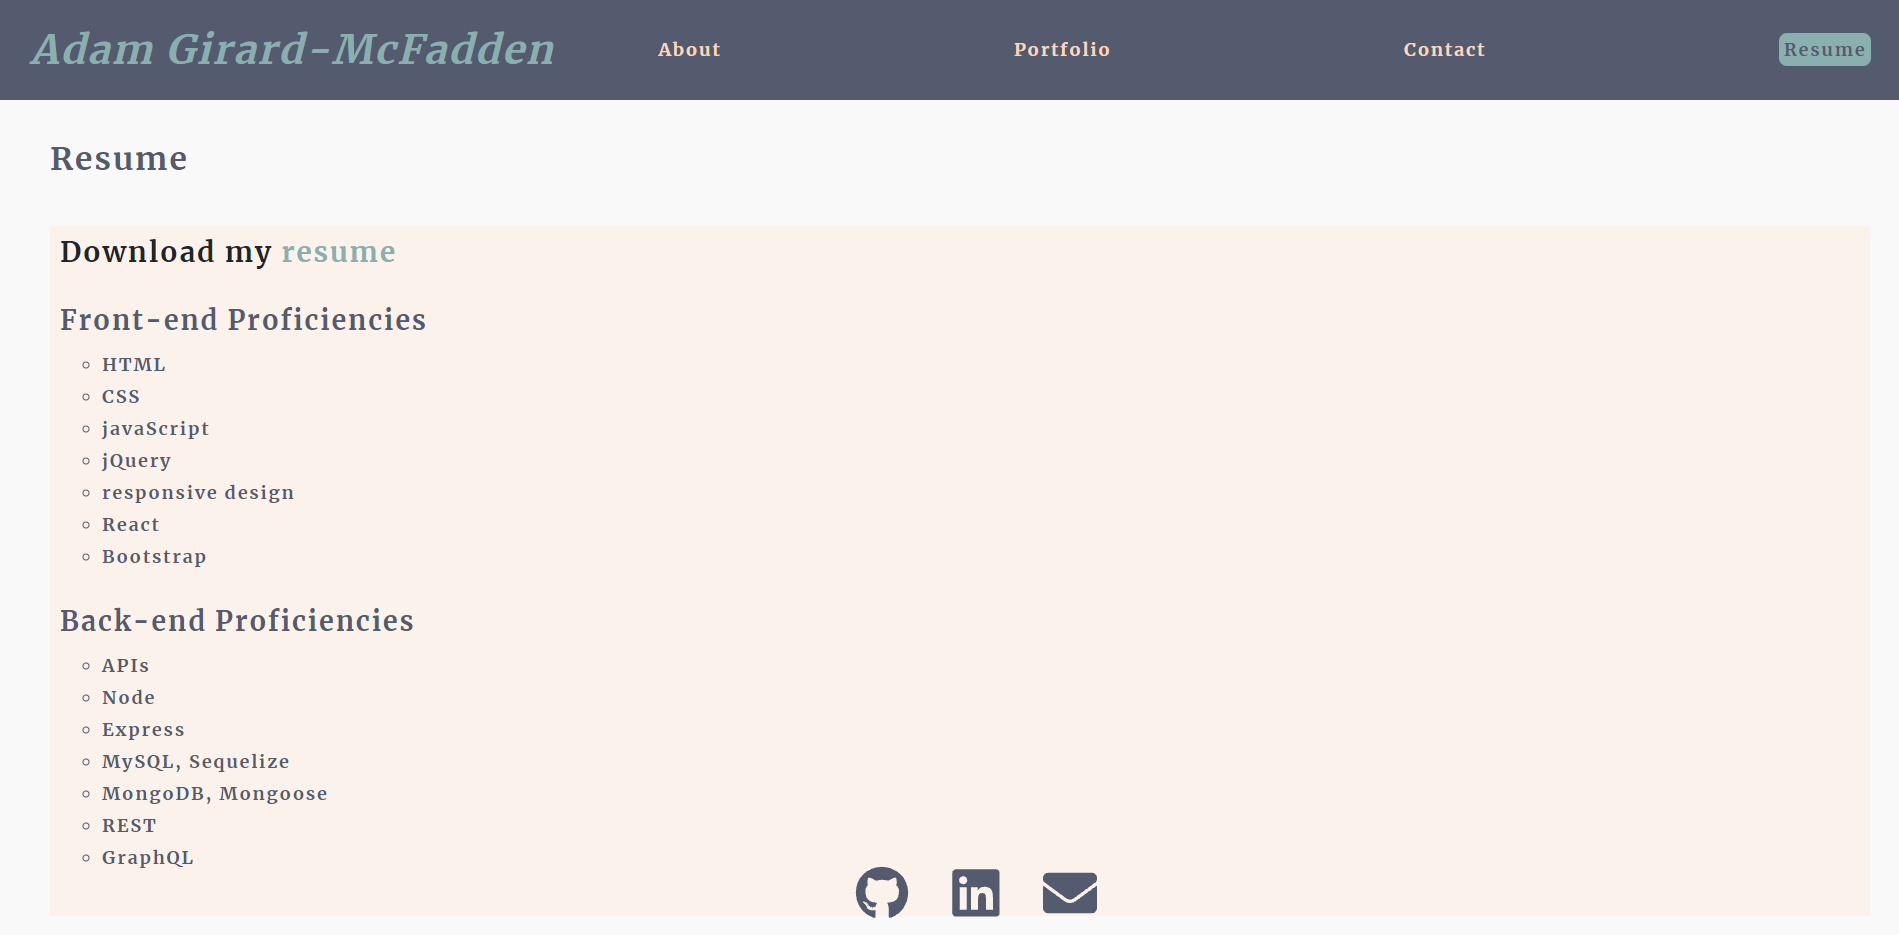 Adam Girard-McFadden
About
Portfolio
Contact
Resume
Resume
Download my resume
Front-end Proficiencies
HTML
CSS
javaScript
jQuery
responsive design
React
Bootstrap
Back-end Proficiencies
APIs
Node
Express
MySQL, Sequelize
MongoDB, Mongoose
REST
GraphQL
in